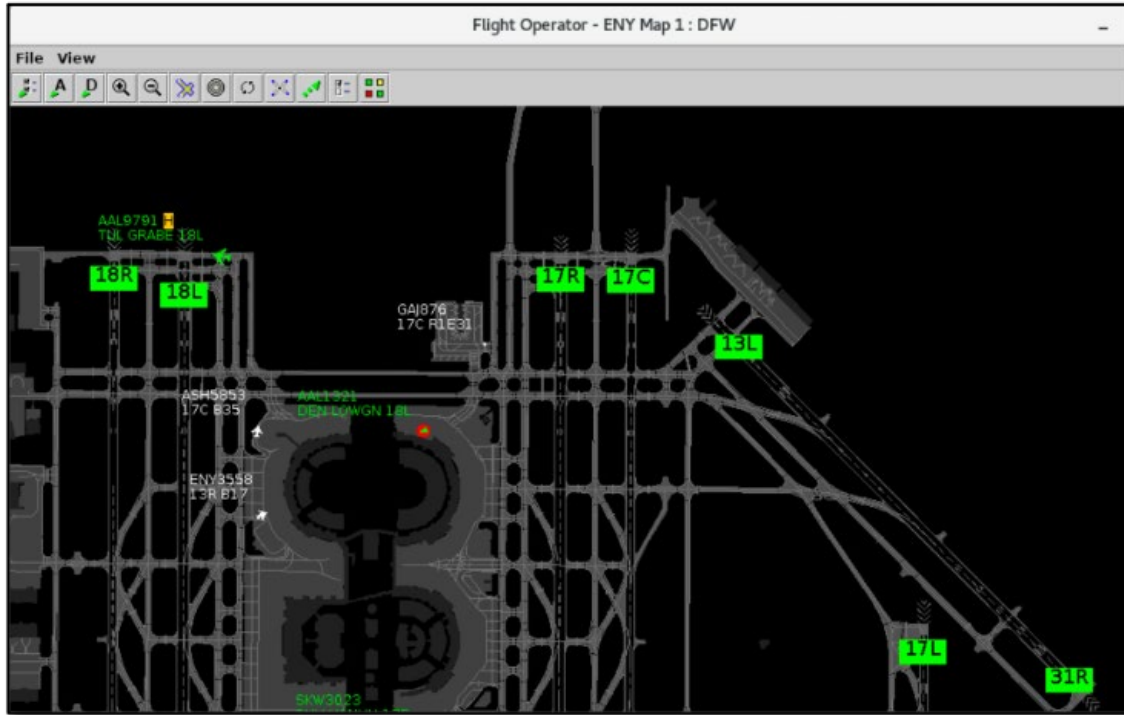 Flight Operator - ENY Map 1 : DFW
File View
A D
AAL9791 H
TUL GRABE 18L
18R
18L
17R
17C
GAJ876
17C R1E31
13L
ASH5853
17C B35
AAL1321
DEN LOWGN 18L
ENY3558
13R B17
17L
31R
SKW3023